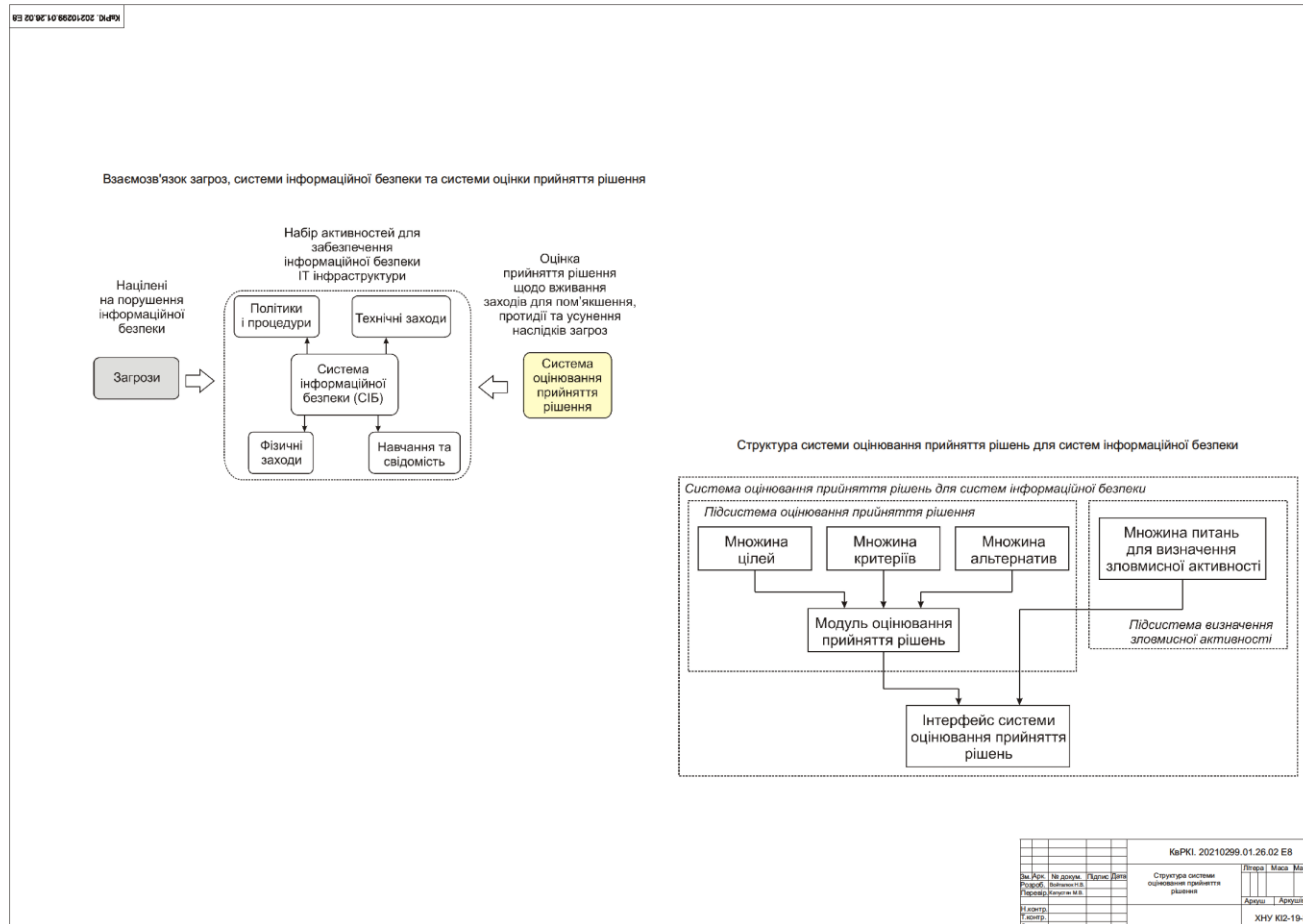 КвРКІ. 20210299.01.26.02 Е8
Взаємозв'язок загроз, системи інформаційної безпеки та системи оцінки прийняття рішення
Набір активностей для
забезпечення
інформаційної безпеки
ІТ інфраструктури
Націлені
на порушення
інформаційної
безпеки
Оцінка
прийняття рішення
щодо вживання
заходів для пом'якшення,
протидії та усунення
наслідків загроз
Загрози
Політики
і процедури
Технічні заходи
Система
інформаційної
безпеки (СІБ)
Фізичні
заходи
Навчання та
свідомість
Система
оцінювання
прийняття
рішення
Структура системи оцінювання прийняття рішень для систем інформаційної безпеки
Система оцінювання прийняття рішень для систем інформаційної безпеки
Підсистема оцінювання прийняття рішення
Множина
цілей
Множина
критеріїв
Множина
альтернатив
Множина питань
для визначення
зловмисної активності
Модуль оцінювання
прийняття рішень
Підсистема визначення
зловмисної активності
Інтерфейс системи
оцінювання прийняття
рішень
КвРКІ. 20210299.01.26.02 Е8
Зм. Арк. № докум. Підпис Дата
Розроб.
Перевір.
Н.контр.
Т.контр.
Структура системи
оцінювання прийняття
рішення
Літера Маса
Аркуш
ХНУ КІ2-19-